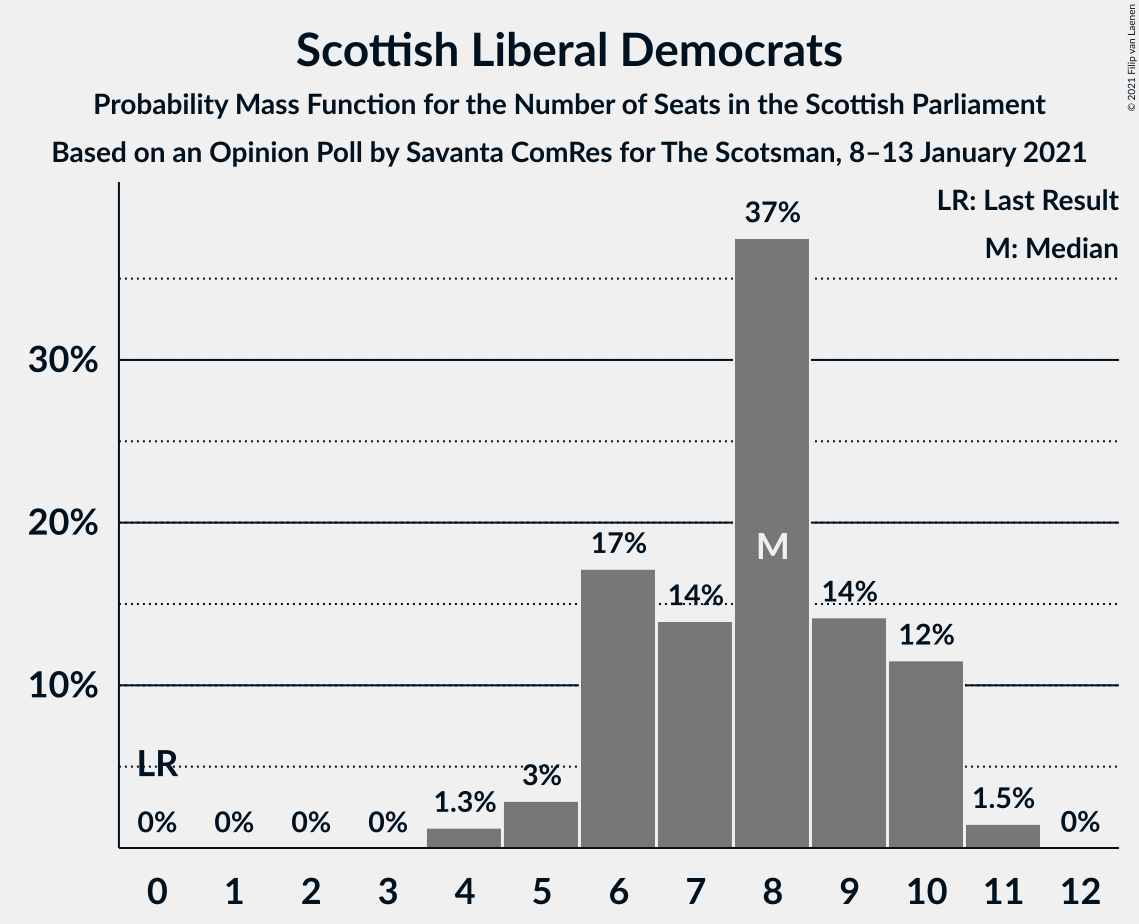 Scottish Liberal Democrats
Probability Mass Function for the Number of Seats in the Scottish Parliament
Based on an Opinion Poll by Savanta ComRes for The Scotsman, 8–13 January 2021
© 2021 Filip van Laenen
LR: Last Result
M: Median
37%
30%
20%
17%
M
14%
14%
12%
10%
LR
3%
1.3%
1.5%
0%
0%
0%
0%
0%
0 1 2 3 4 5 6 7 8 9 10 11 12